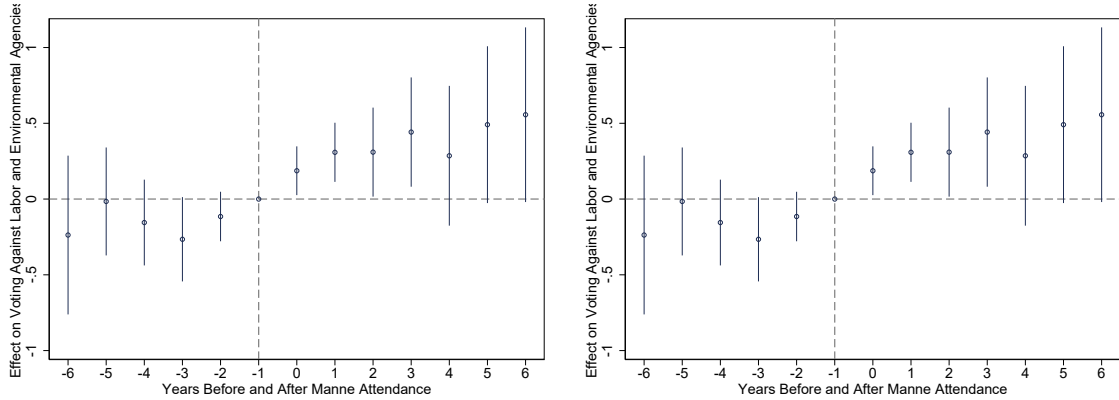 Effect on Voting Against Labor and Environmental Agencies
1
.5
0
-.5
-1
-6 -5 -4 -3 -2 -1 0 1 2 3 4 5 6
Years Before and After Manne Attendance
Effect on Voting Against Labor and Environmental Agencies
1
.5
0
-.5
-1
-6 -5 -4 -3 -2 -1 0 1 2 3 4 5 6
Years Before and After Manne Attendance